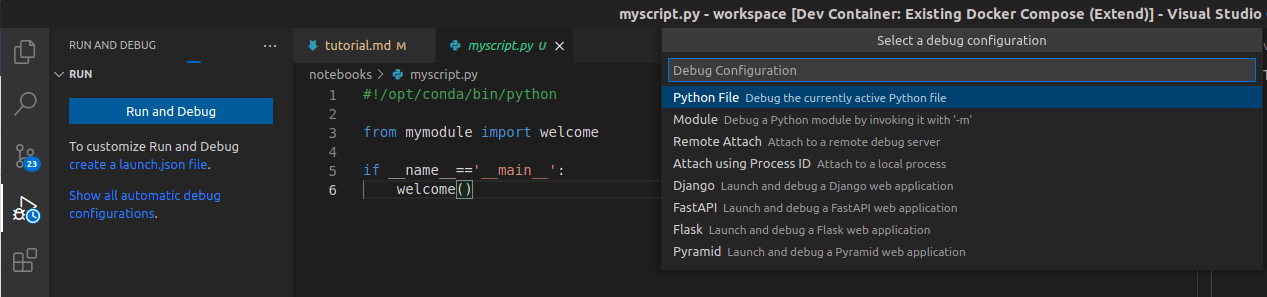 myscript.py - workspace [Dev Container: Existing Docker Compose (Extend)] - Visual Studio
RUN AND DEBUG ···
tutorial.md M
myscript.py U
Select a debug configuration
RUN
notebooks > myscript.py
Debug Configuration
Run and Debug
To customize Run and Debug
create a launch.json file.
Show all automatic debug
configurations.
23
1 #!/opt/conda/bin/python
2
3 from mymodule import welcome
4
5 if __name__=='__main__':
6 welcome()
Python File Debug the currently active Python file
Module Debug a Python module by invoking it with '-m'
Remote Attach Attach to a remote debug server
Attach using Process ID Attach to a local process
Django Launch and debug a Django web application
FastAPI Launch and debug a FastAPI web application
Flask Launch and debug a Flask web application
Pyramid Launch and debug a Pyramid web application